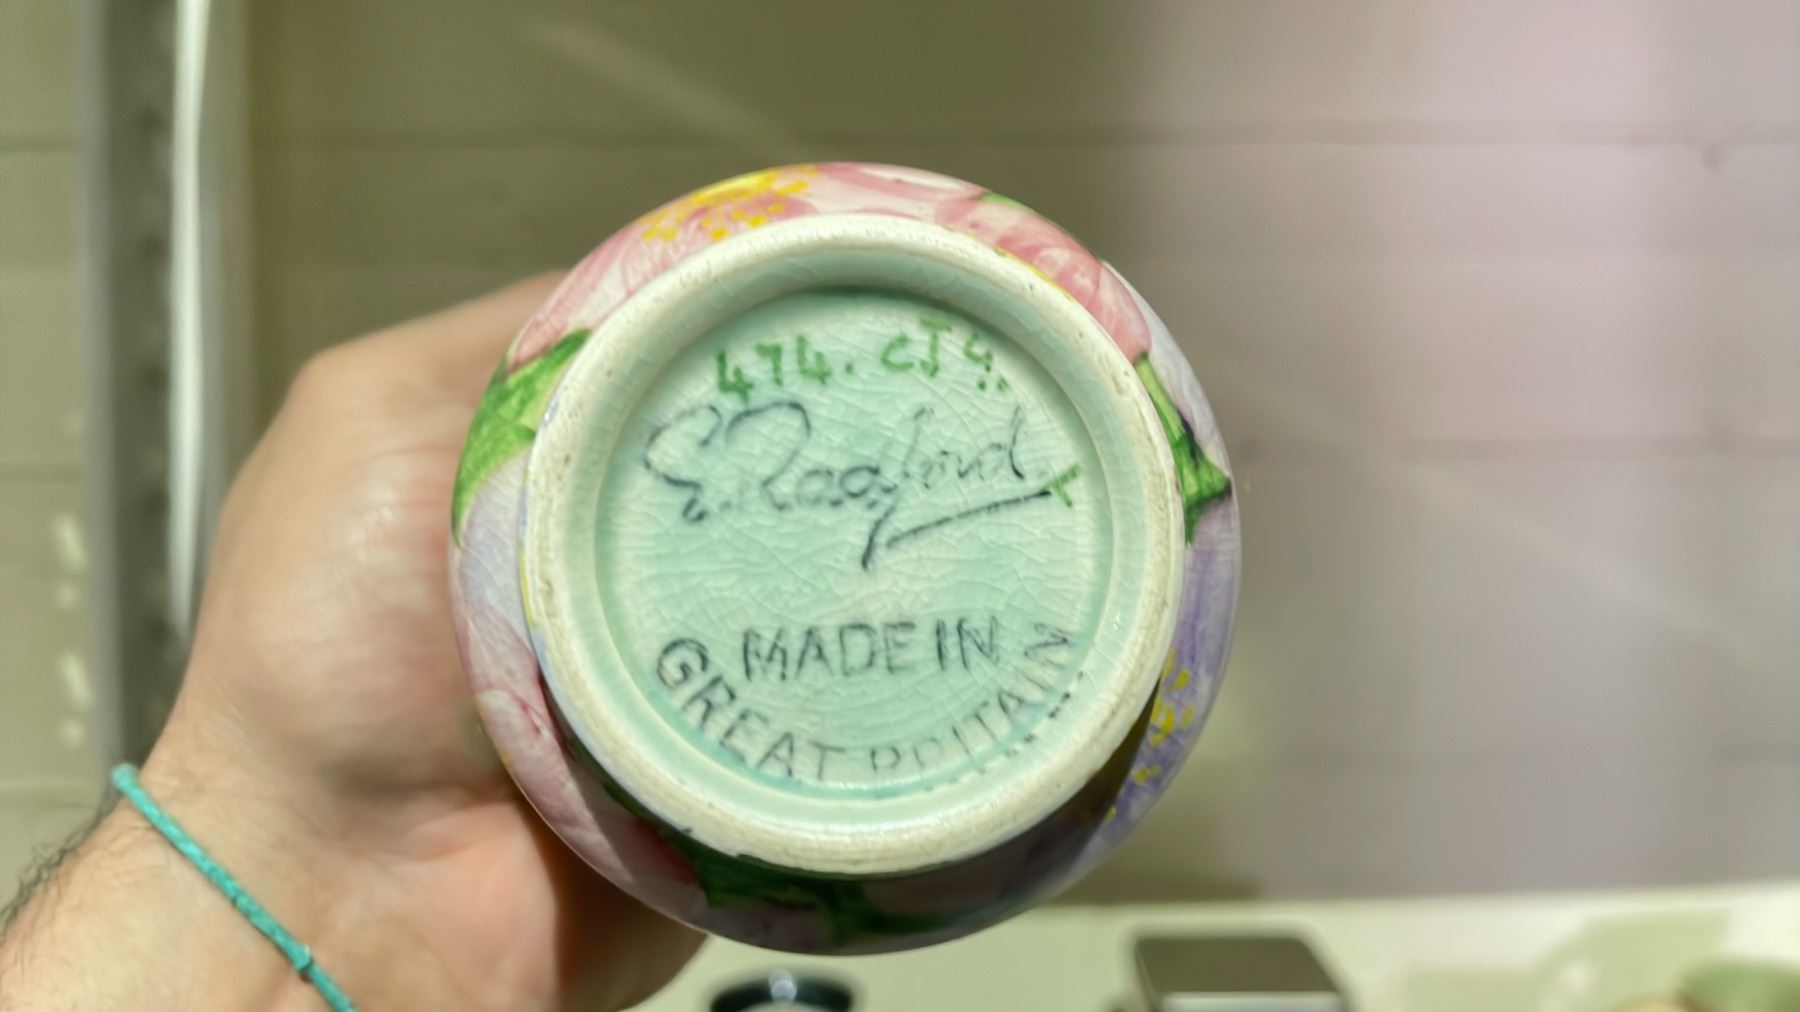 474. CJ4.
E. Radford
MADE IN
GREAT BRITAIN